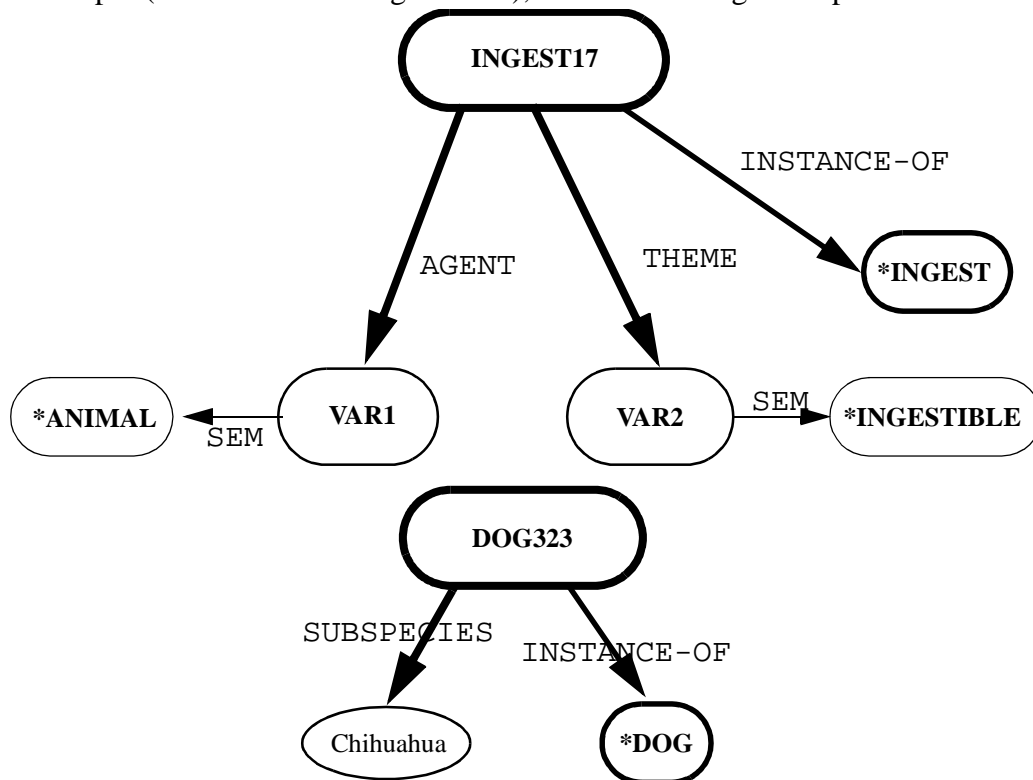 INGEST17
INSTANCE-OF
AGENT
THEME
*INGEST
*ANIMAL
SEM
VAR1
VAR2
SEM
*INGESTIBLE
DOG323
SUBSPECIES
INSTANCE-OF
Chihuahua
*DOG